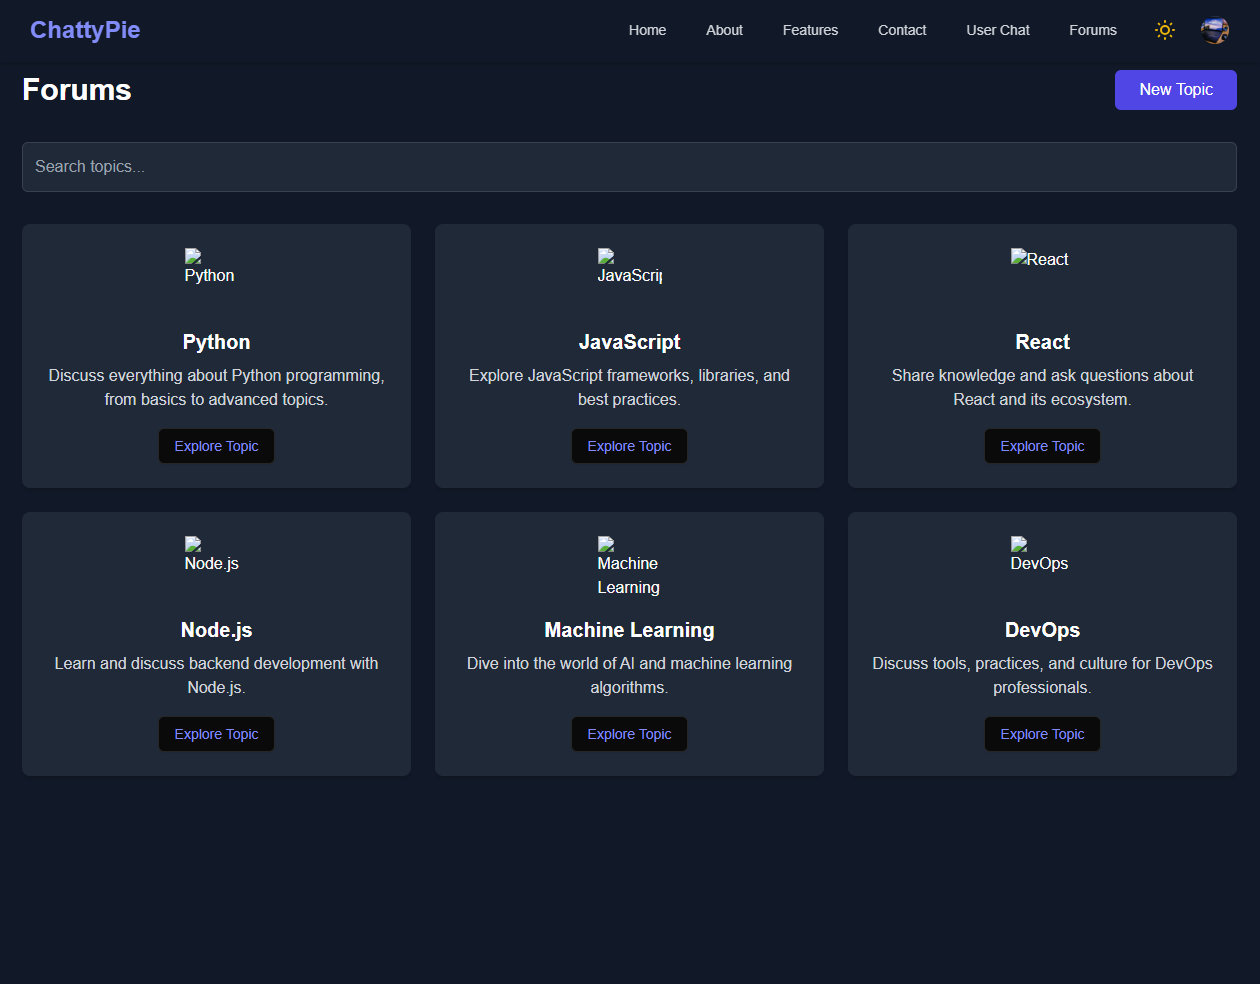 ChattyPie
Home About Features Contact User Chat Forums
Forums
New Topic
Search topics...
Python
JavaScrip
React
Python
JavaScript
React
Discuss everything about Python programming,
from basics to advanced topics.
Explore JavaScript frameworks, libraries, and
best practices.
Share knowledge and ask questions about
React and its ecosystem.
Explore Topic
Explore Topic
Explore Topic
Node.js
Machine
Learning
DevOps
Node.js
Machine Learning
DevOps
Learn and discuss backend development with
Node.js.
Dive into the world of AI and machine learning
algorithms.
Discuss tools, practices, and culture for DevOps
professionals.
Explore Topic
Explore Topic
Explore Topic